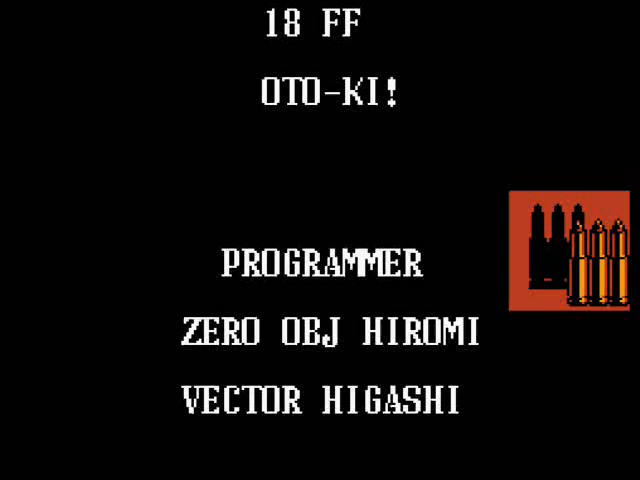 18 FF
OTO-KI!
PROGRAMMER
ZERO OBJ HIROMI
VECTOR HIGASHI